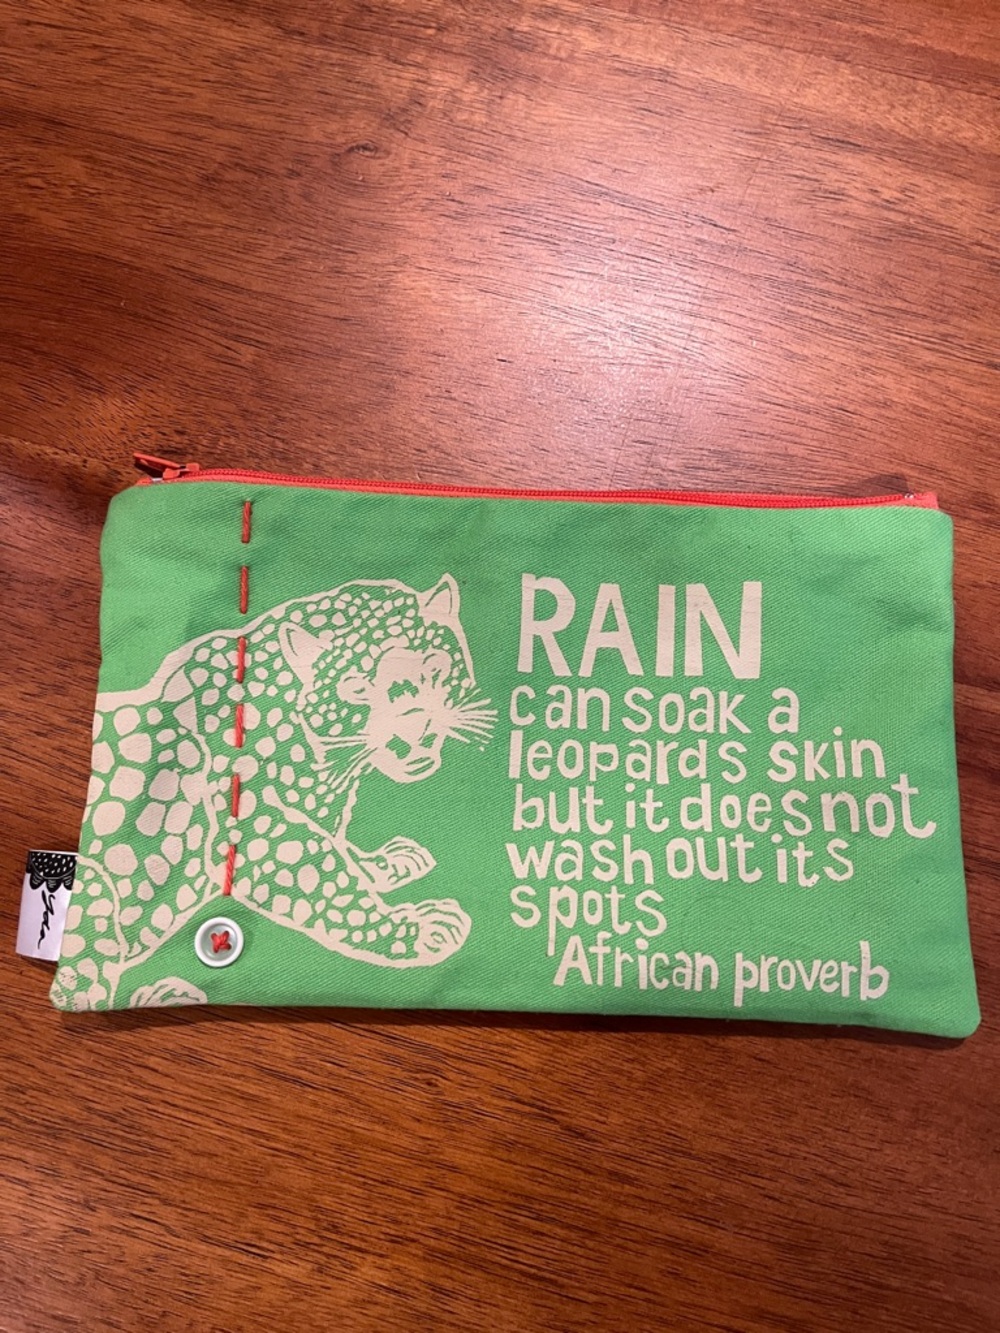 RAIN
can soak a
leopards skin
but it does not
wash out its
spots
African proverb